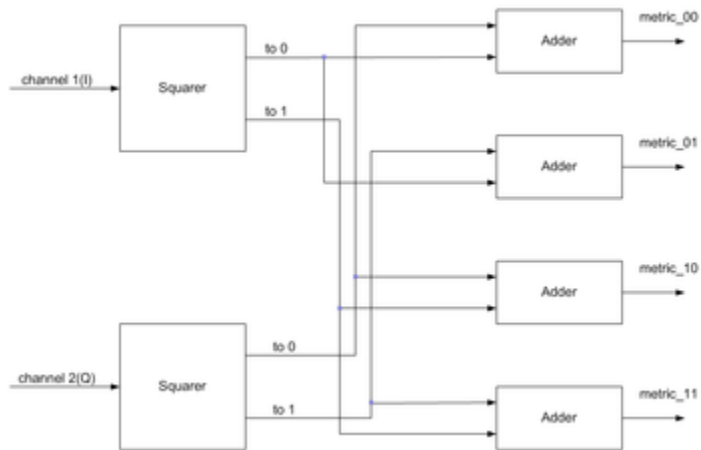 metric_00
to 0
Adder
channel 1(I)
Squarer
to 1
metric_01
Adder
metric_10
Adder
to 0
channel 2(Q)
Squarer
to 1
metric_11
Adder